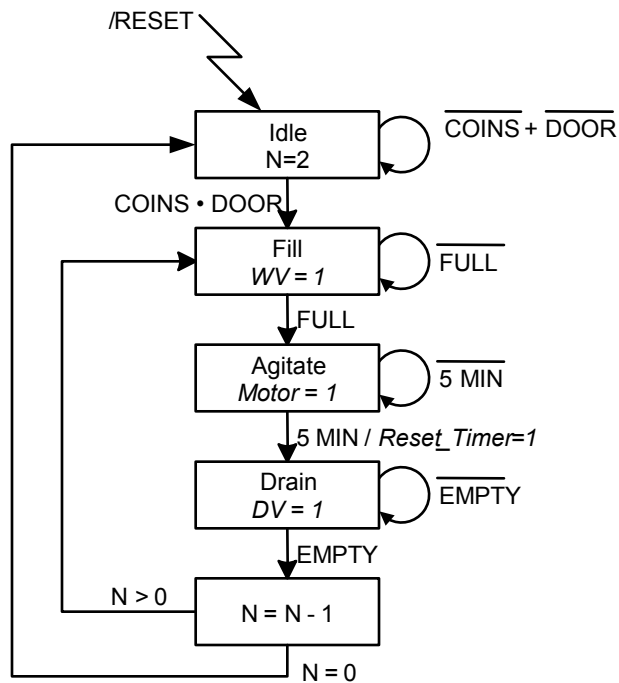 /RESET
Idle
N=2
COINS + DOOR
COINS • DOOR
Fill
WV = 1
FULL
FULL
Agitate
Motor = 1
5 MIN
5 MIN / Reset_Timer=1
Drain
DV = 1
EMPTY
EMPTY
N > 0
N = N - 1
N = 0